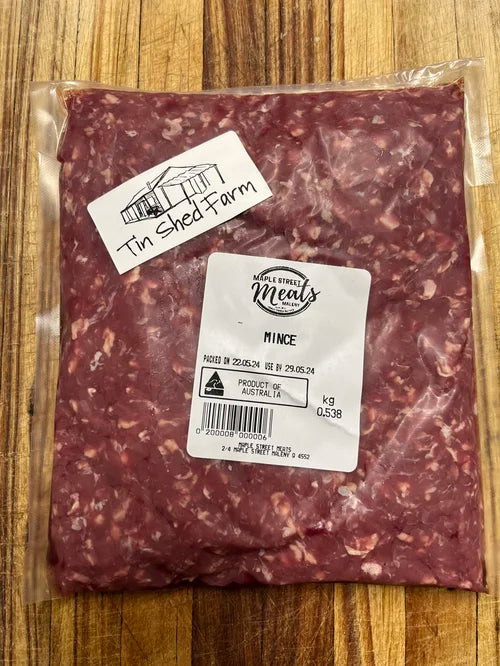 Tin Shed Farm
MAPLE STREET
Meats
MALENY
MINCE
PACKED ON 22.05.24 USE BY 29.05.24
PRODUCT OF
AUSTRALIA
kg
0.538
0 200008 000006
MAPLE STREET MEATS
2/4 MAPLE STREET MALENY Q 4552